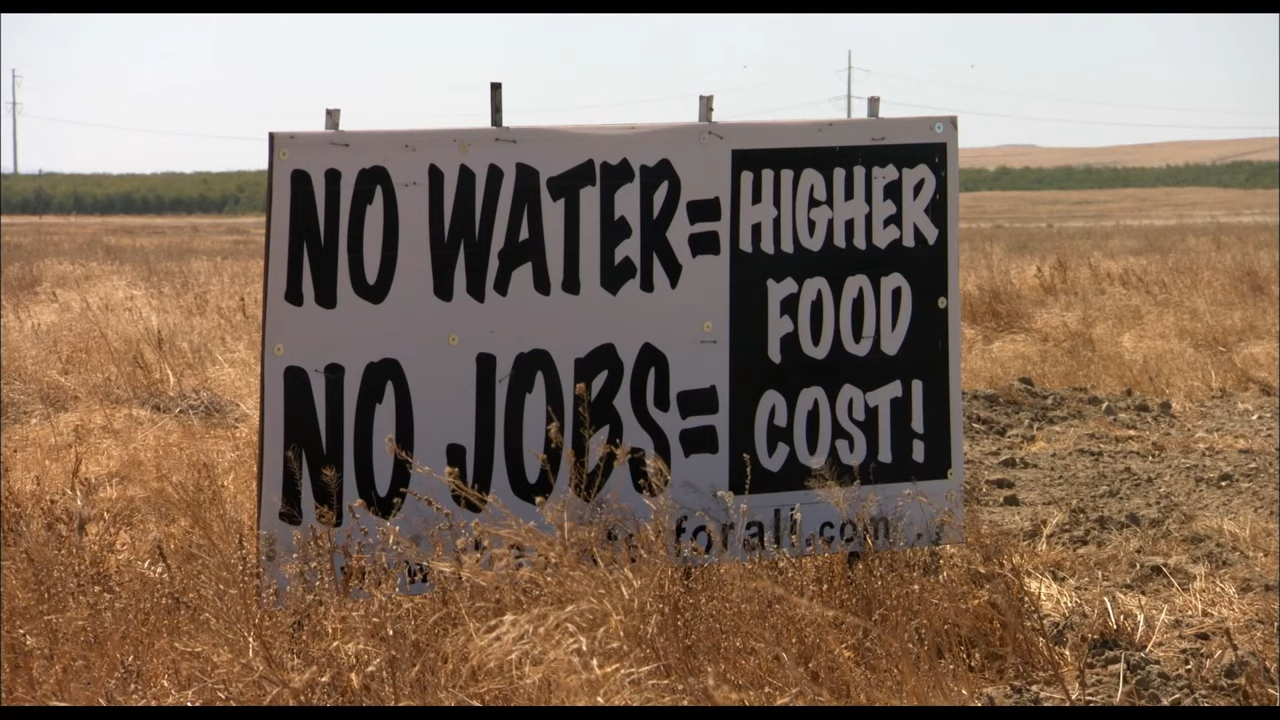 NO WATER=
NO JOBS=
HIGHER
FOOD
COST!
forall.com